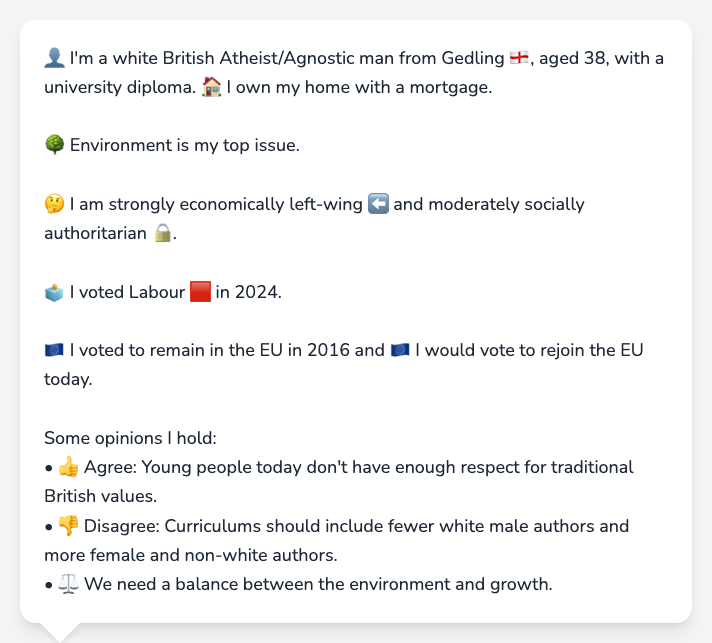 👤 I'm a white British Atheist/Agnostic man from Gedling 🏴󠁧󠁢󠁥󠁮󠁧󠁿, aged 38, with a
university diploma. 🏠 I own my home with a mortgage.
🌳 Environment is my top issue.
🤔 I am strongly economically left-wing ⬅️ and moderately socially
authoritarian 🔒.
🗳️ I voted Labour 🟥 in 2024.
🇪🇺 I voted to remain in the EU in 2016 and 🇪🇺 I would vote to rejoin the EU
today.
Some opinions I hold:
• 👍 Agree: Young people today don't have enough respect for traditional
British values.
• 👎 Disagree: Curriculums should include fewer white male authors and
more female and non-white authors.
• ⚖️ We need a balance between the environment and growth.